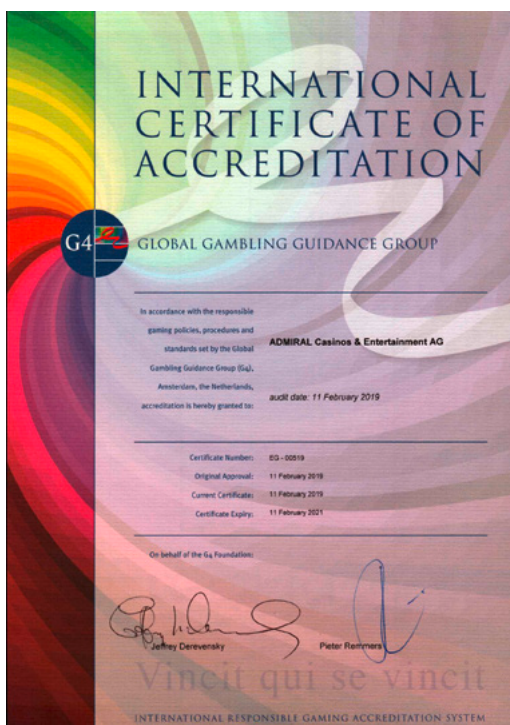 INTERNATIONAL
CERTIFICATE OF
ACCREDITATION
G4
GLOBAL GAMBLING GUIDANCE GROUP
In accordance with the responsible
gaming policies, procedures and
standards set by the Global
Gambling Guidance Group (G4),
Amsterdam, the Netherlands,
accreditation is hereby granted to:
ADMIRAL Casinos & Entertainment AG
audit date: 11 February 2019
Certificate Number: EG - 00519
Original Approval: 11 February 2019
Current Certificate: 11 February 2019
Certificate Expiry: 11 February 2021
On behalf of the G4 Foundation:
Jeffrey Derevensky
Pieter Remmers
Vincit qui se vincit
INTERNATIONAL RESPONSIBLE GAMING ACCREDITATION SYSTEM